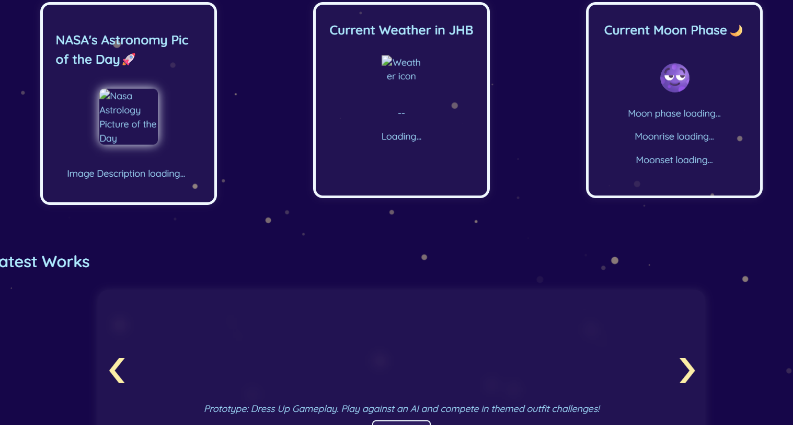 NASA's Astronomy Pic
of the Day🚀
Nasa
Astrology
Picture of the
Day
Image Description loading...
Current Weather in JHB
Weath
er icon
--
Loading...
Current Moon Phase 🌙
Moon phase loading...
Moonrise loading...
Moonset loading...
atest Works
Prototype: Dress Up Gameplay. Play against an AI and compete in themed outfit challenges!